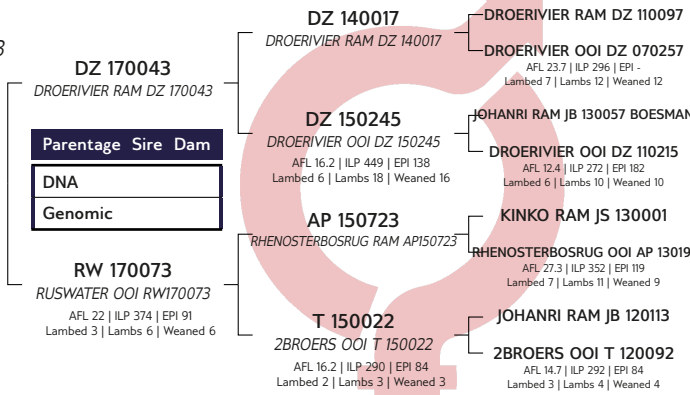 DZ 140017
DROERIVIER RAM DZ 140017
DROERIVIER RAM DZ 110097
DROERIVIER OOI DZ 070257
AFL 23.7 | ILP 296 | EPI -
Lambed 7 | Lambs 12 | Weaned 12
3
DZ 170043
DROERIVIER RAM DZ 170043
DZ 150245
DROERIVIER OOI DZ 150245
AFL 16.2 | ILP 449 | EPI 138
Lambed 6 | Lambs 18 | Weaned 16
JOHANRI RAM JB 130057 BOESMAN
DROERIVIER OOI DZ 110215
AFL 12.4 | ILP 272 | EPI 182
Lambed 6 | Lambs 10 | Weaned 10
Parentage Sire Dam
DNA
Genomic
AP 150723
RHENOSTERBOSRUG RAM AP150723
KINKO RAM JS 130001
RHENOSTERBOSRUG OOI AP 13019
AFL 27.3 | ILP 352 | EPI 119
Lambed 7 | Lambs 11 | Weaned 9
RW 170073
RUSWATER OOI RW170073
AFL 22 | ILP 374 | EPI 91
Lambed 3 | Lambs 6 | Weaned 6
T 150022
2BROERS OOI T 150022
AFL 16.2 | ILP 290 | EPI 84
Lambed 2 | Lambs 3 | Weaned 3
JOHANRI RAM JB 120113
2BROERS OOI T 120092
AFL 14.7 | ILP 292 | EPI 84
Lambed 3 | Lambs 4 | Weaned 4